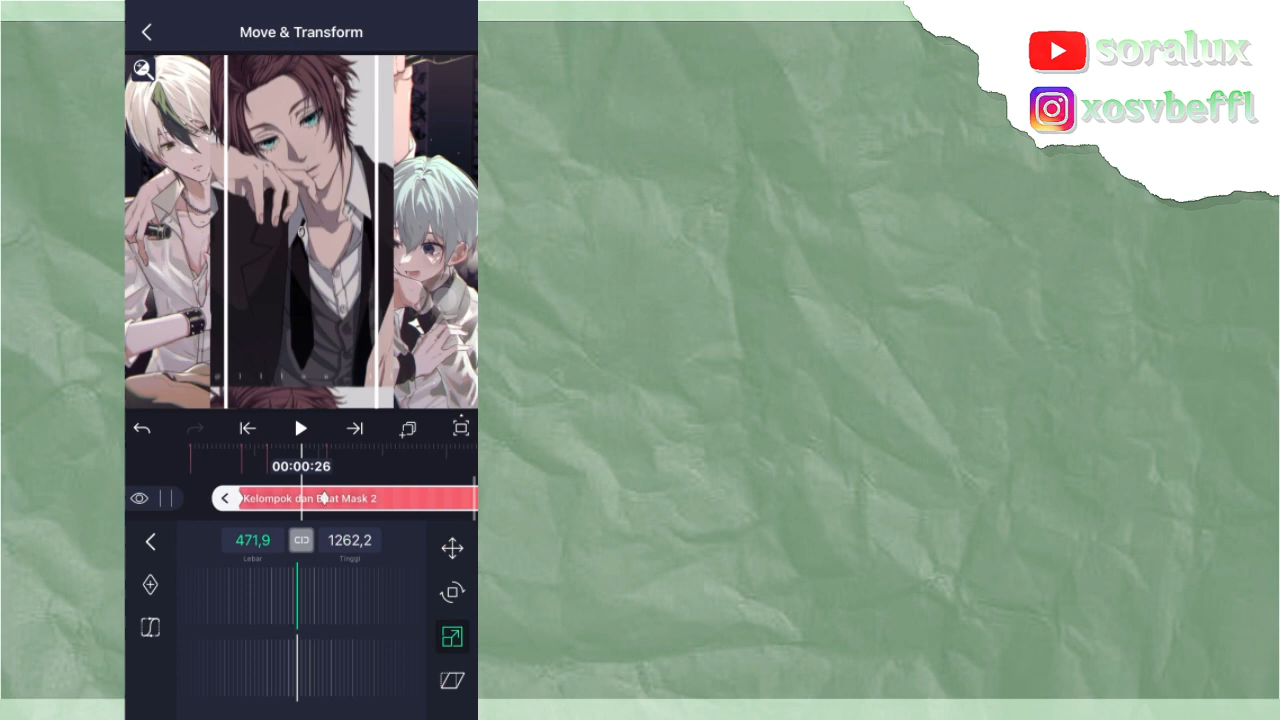 Move & Transform
soralux
xosvbeffl
00:00:26
Kelompok dan Buat Mask 2
471,9
1262,2
Lebar
Tinggi